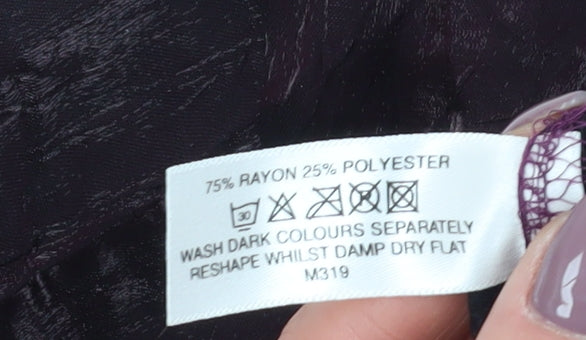 75% RAYON 25% POLYESTER
30
WASH DARK COLOURS SEPARATELY
RESHAPE WHILST DAMP DRY FLAT
M319